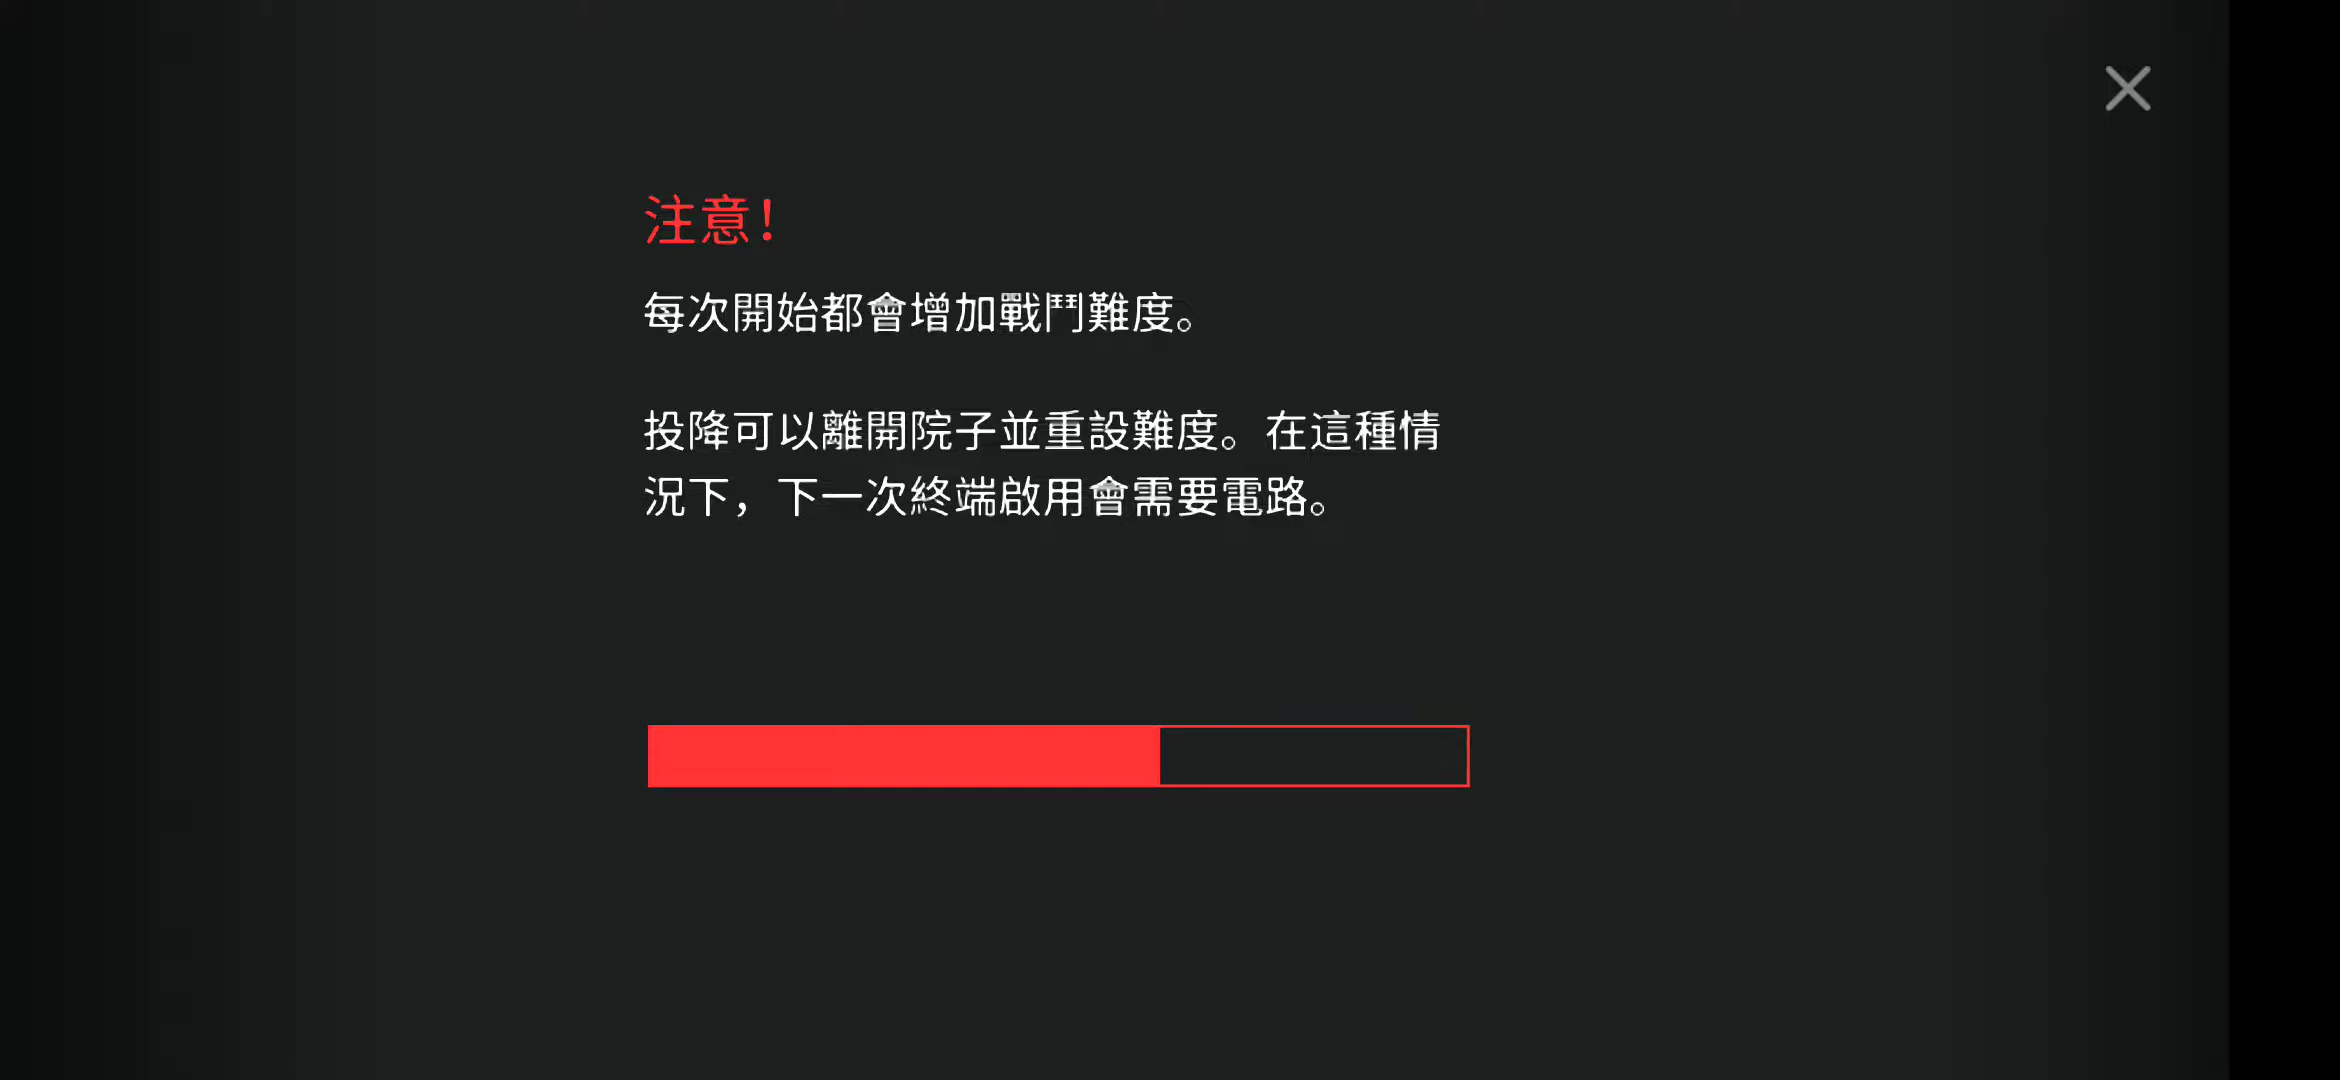 注意！
每次開始都會增加戰鬥難度。
投降可以離開院子並重設難度。在這種情
況下，下一次終端啟用會需要電路。